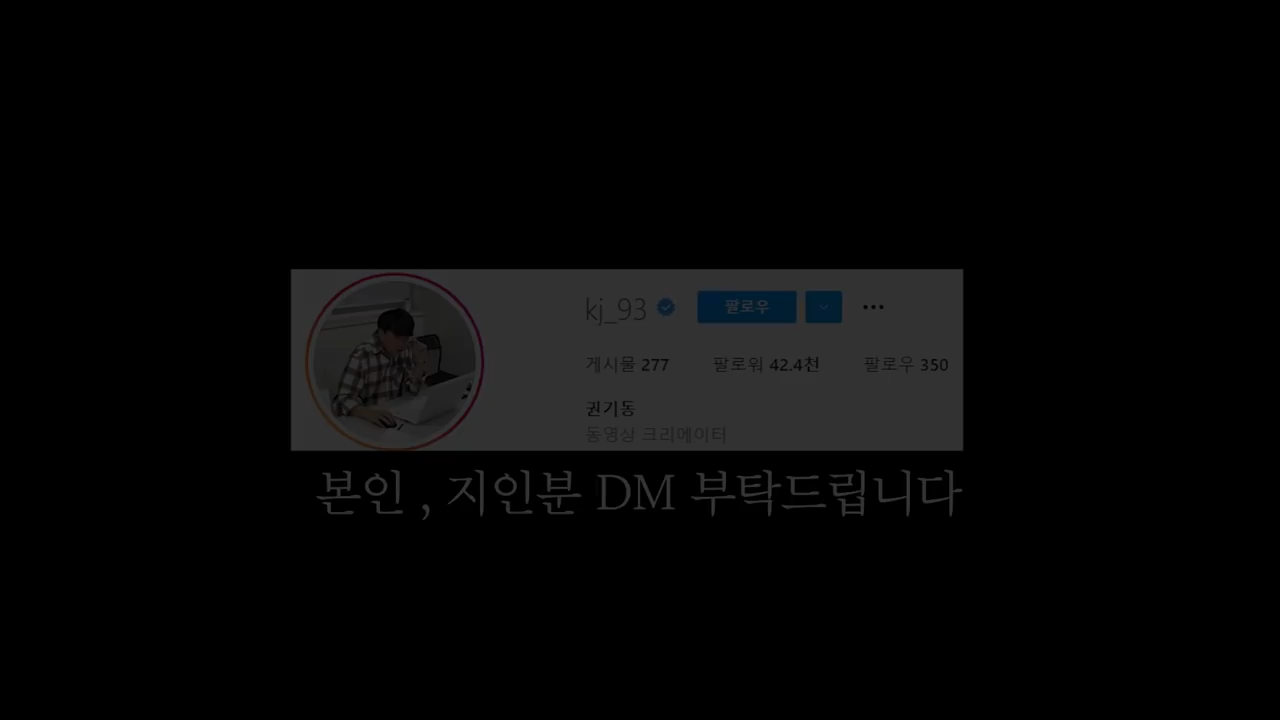 kj_93 팔로우
게시물 277 팔로워 42.4천 팔로우 350
권기동
동영상 크리에이터
본인 , 지인분 DM 부탁드립니다